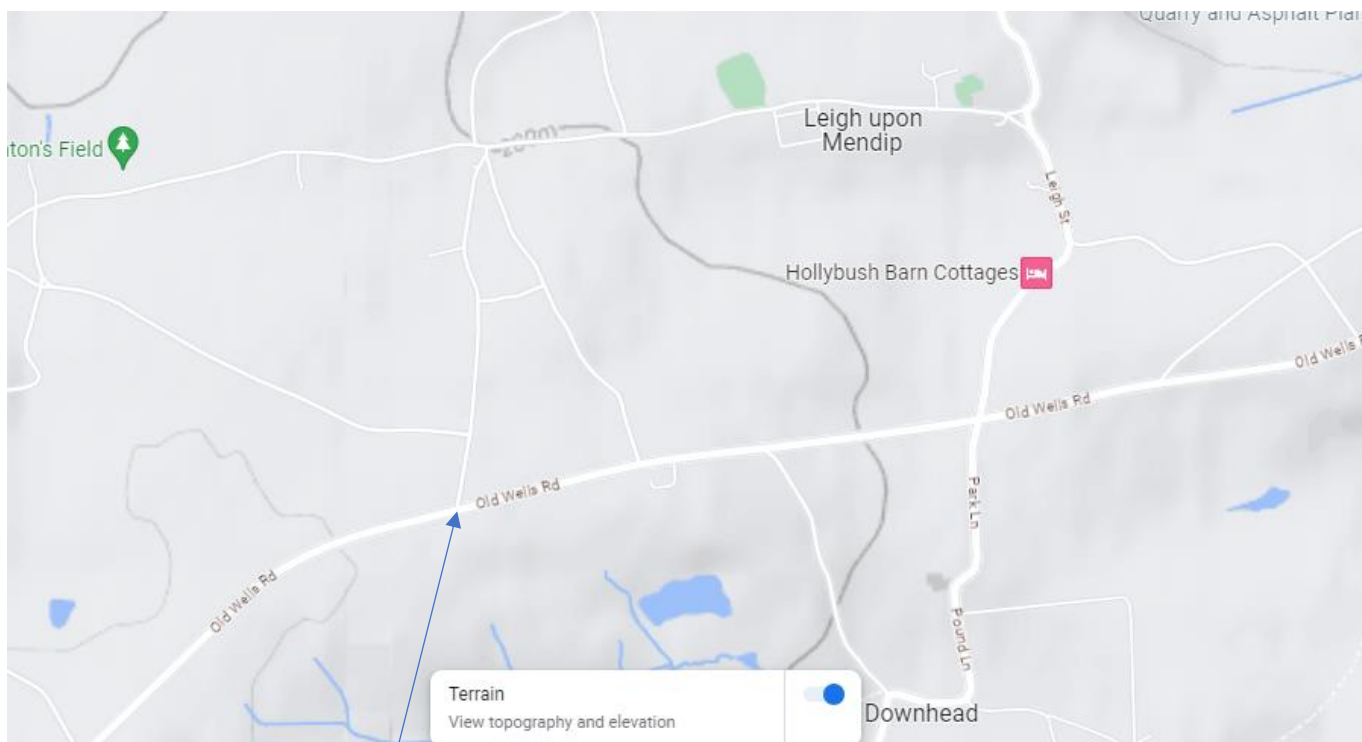 Quarry and Asphalt Plan
ton's Field
200m
Leigh upon
Mendip
Leigh St
Hollybush Barn Cottages
Old Wells R
Old Wells Rd
Old Wells Rd
Park Ln
Old Wells Rd
Pound Ln
Terrain
View topography and elevation
Downhead